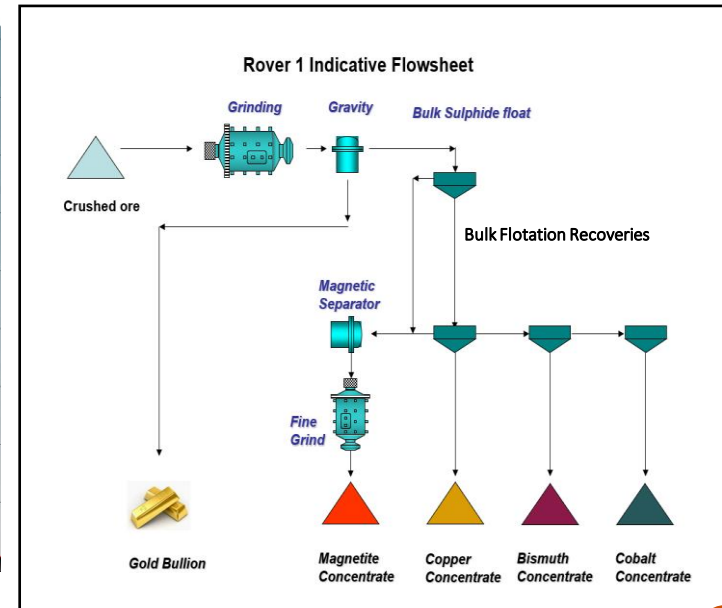 Rover 1 Indicative Flowsheet
Grinding
Gravity
Bulk Sulphide float
Crushed ore
Bulk Flotation Recoveries
Magnetic
Separator
Fine
Grind
Gold Bullion
Magnetite
Concentrate
Copper
Concentrate
Bismuth
Concentrate
Cobalt
Concentrate